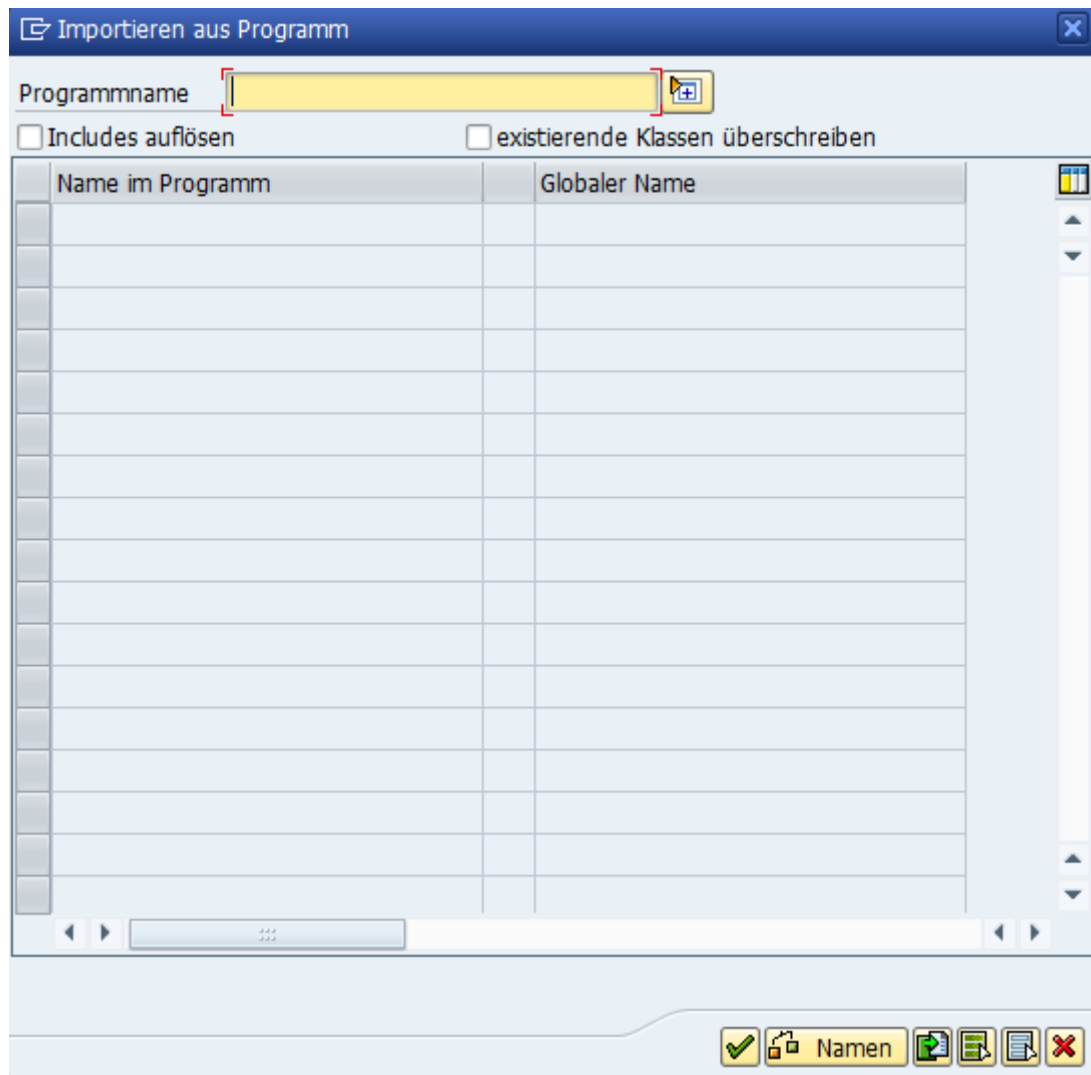 Importieren aus Programm
Programmname
Includes auflösen existierende Klassen überschreiben
Name im Programm Globaler Name
Namen